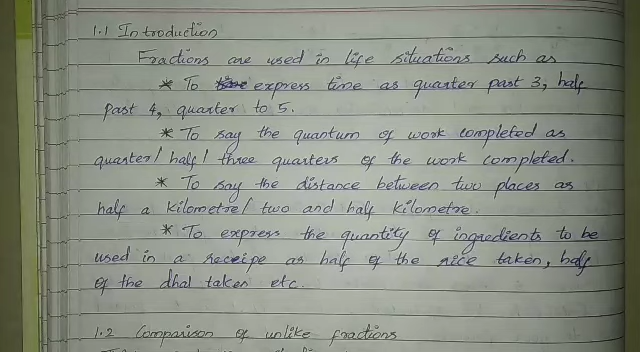 1.1 Introduction
Fractions are used in life situations such as
* To express time as quarter past 3, half
past 4, quarter to 5.
* To say the quantum of work completed as
quarter/ half/ three quarters of the work completed.
* To say the distance between two places as
half a kilometre/ two and half kilometre.
* To express the quantity of ingredients to be
used in a receipe as half of the rice taken, half
of the dhal taken etc.
1.2 Comparison of unlike fractions